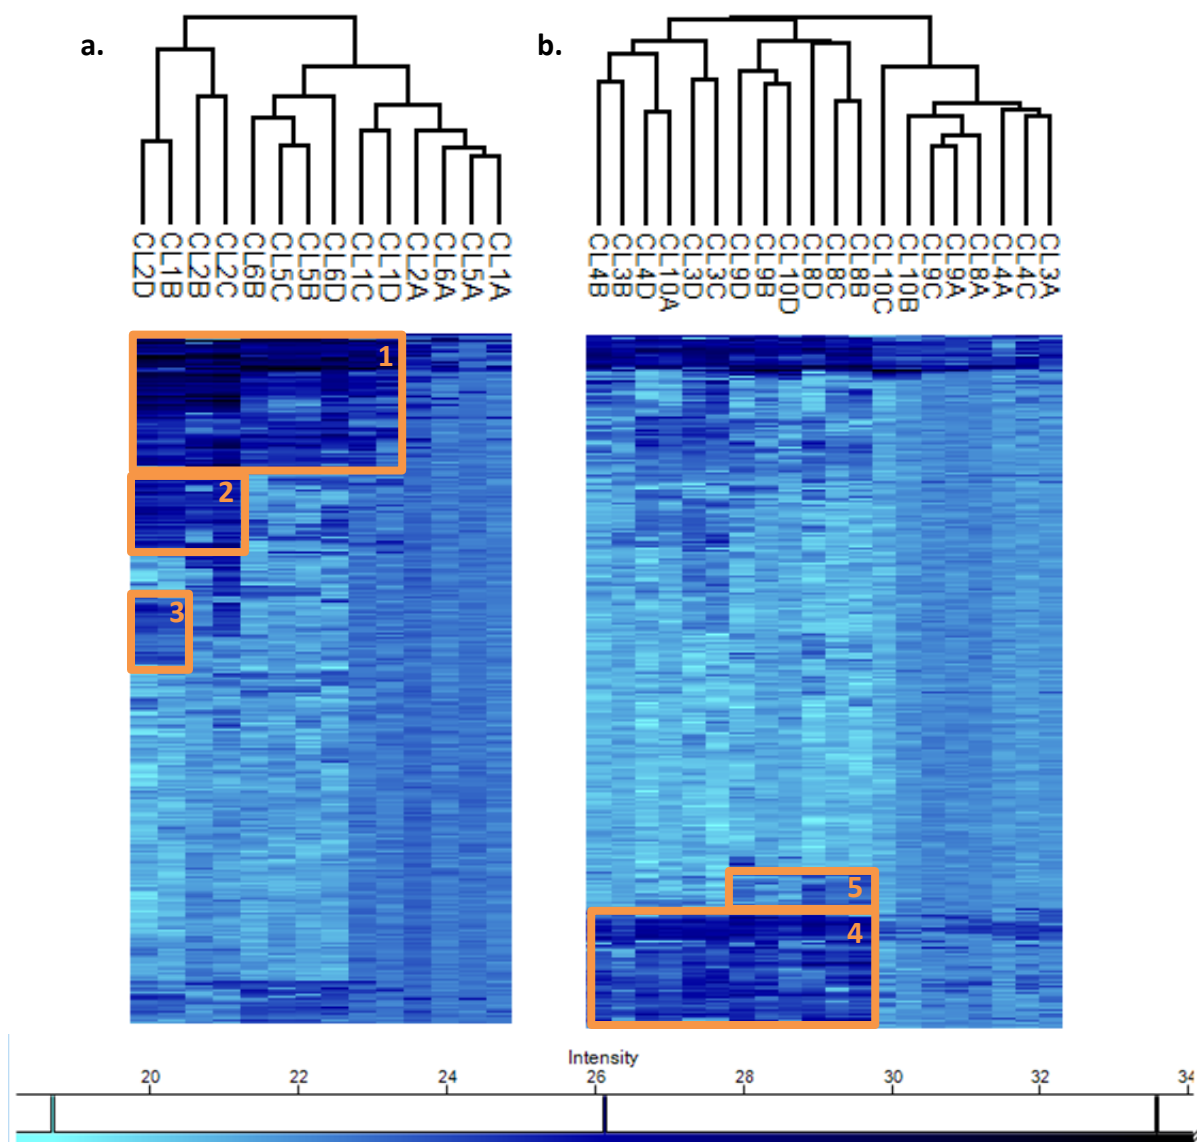 a.
b.
CL2D CL1B CL2B CL2C CL6B CL5C CL5B CL6D CL1C CL1D CL2A CL6A CL5A CL1A
CL4B CL3B CL4D CL10A CL3D CL3C CL9D CL9B CL10D CL8D CL8C CL8B CL10C CL10B CL9C CL9A CL8A CL4A CL4C CL3A
1
2
3
5
4
Intensity
20 22 24 26 28 30 32 34